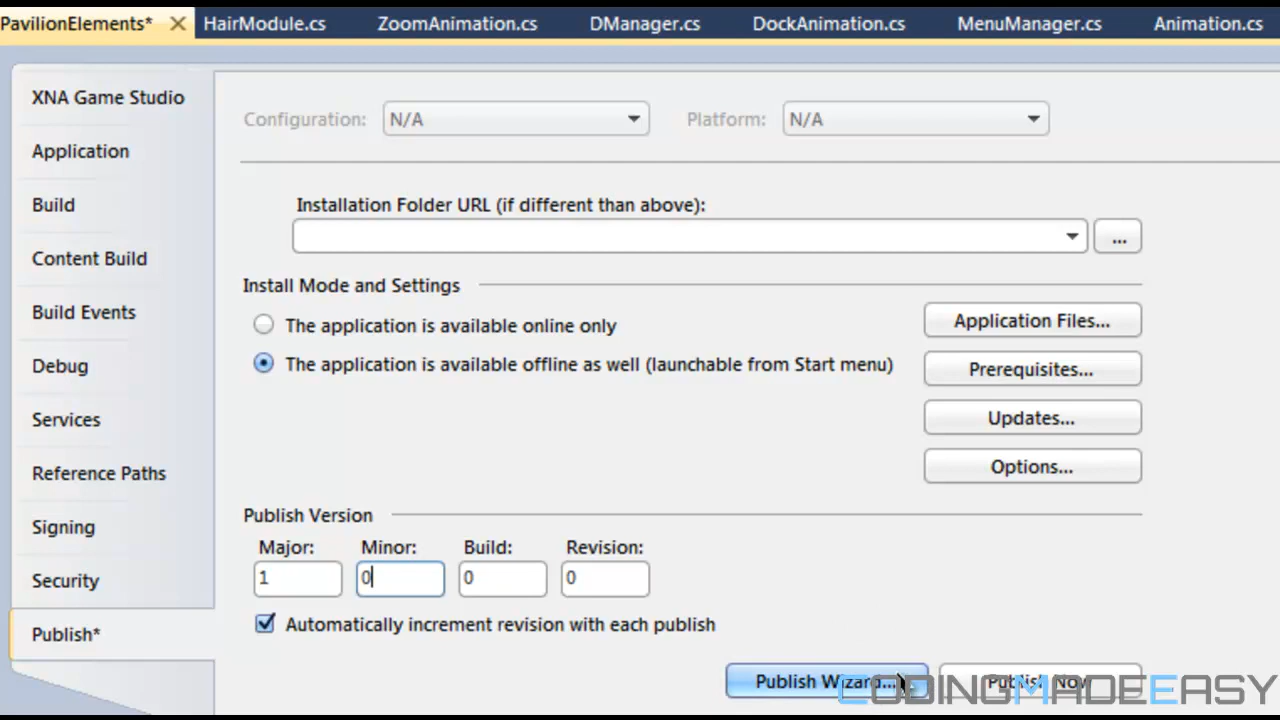 PavilionElements* HairModule.cs ZoomAnimation.cs DManager.cs DockAnimation.cs MenuManager.cs Animation.cs
XNA Game Studio
Application
Build
Content Build
Build Events
Debug
Services
Reference Paths
Signing
Security
Publish*
Configuration: N/A Platform: N/A
Installation Folder URL (if different than above):
...
Install Mode and Settings
The application is available online only
The application is available offline as well (launchable from Start menu)
Application Files...
Prerequisites...
Updates...
Options...
Publish Version
Major: Minor: Build: Revision:
1 0 0 0
Automatically increment revision with each publish
Publish Wizard... Publish Now
CODINGMADEEASY